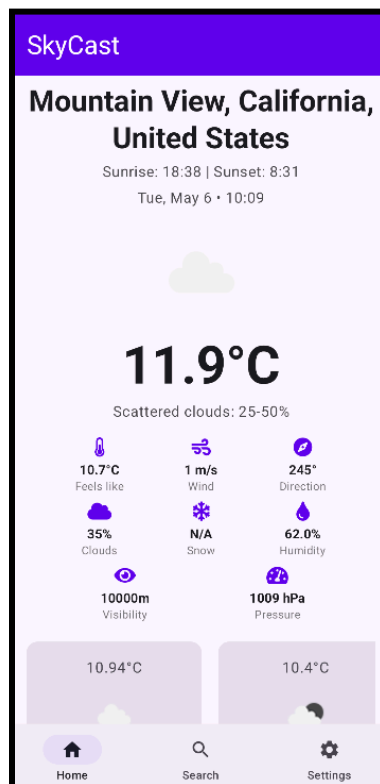 SkyCast
Mountain View, California,
United States
Sunrise: 18:38 | Sunset: 8:31
Tue, May 6 • 10:09
11.9°C
Scattered clouds: 25-50%
10.7°C 1 m/s 245°
Feels like Wind Direction
35% N/A 62.0%
Clouds Snow Humidity
10000m 1009 hPa
Visibility Pressure
10.94°C 10.4°C
Home Search Settings